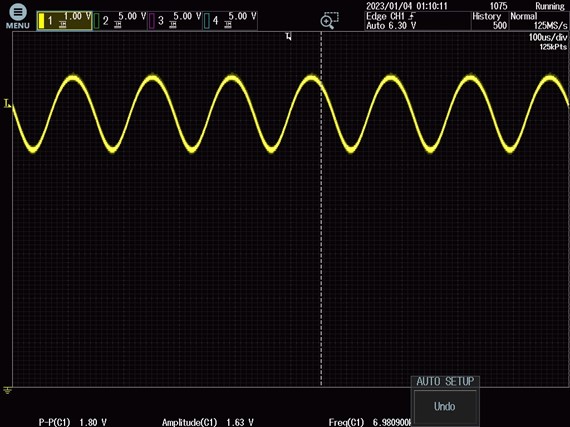 MENU
1 1.00 V
2 5.00 V
3 5.00 V
4 5.00 V
2023/01/04 01:10:11
Edge CH1
Auto 6.30 V
1075
History
500
Running
Normal
125MS/s
100us/div
125kPts
T
T
AUTO SETUP
Undo
P-P(C1) 1.80 V
Amplitude(C1) 1.63 V
Freq(C1) 6.980900